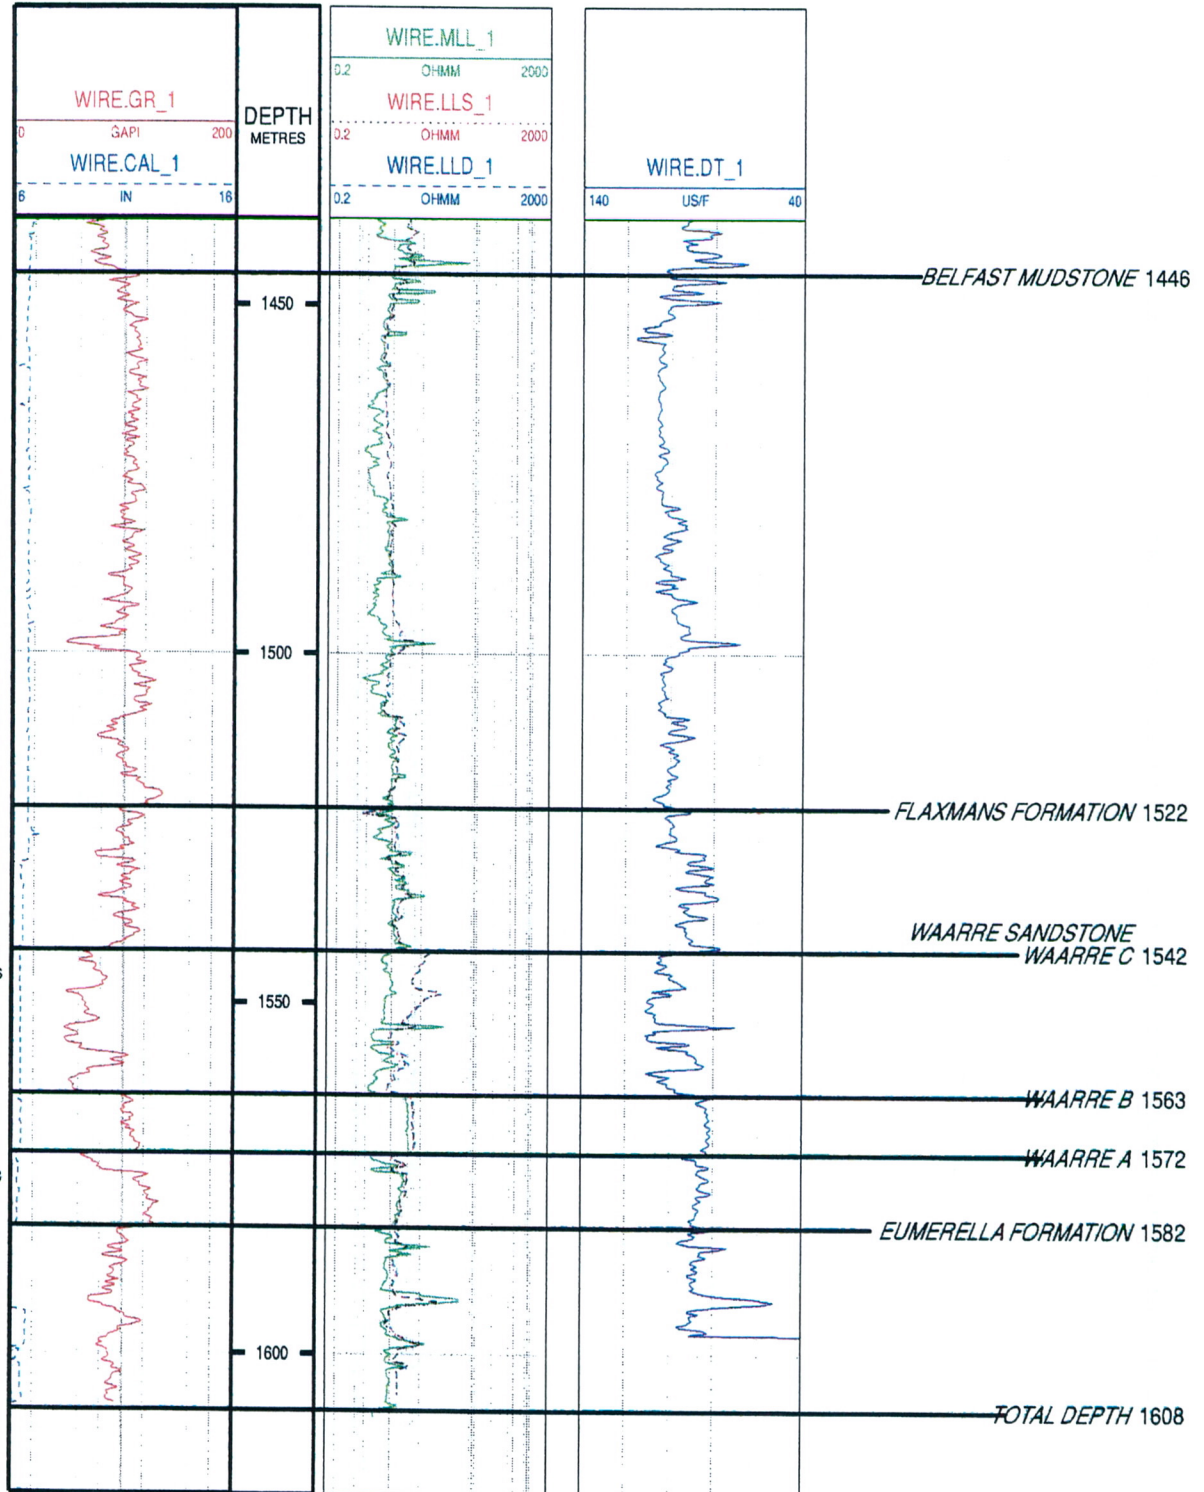 WIRE.GR_1
0 GAPI 200
WIRE.CAL_1
6 IN 16
DEPTH
METRES
WIRE.MLL_1
0.2 OHMM 2000
WIRE.LLS_1
0.2 OHMM 2000
WIRE.LLD_1
0.2 OHMM 2000
WIRE.DT_1
140 US/F 40
BELFAST MUDSTONE 1446
1450
1500
FLAXMANS FORMATION 1522
WAARRE SANDSTONE
WAARRE C 1542
1550
WAARRE B 1563
WAARRE A 1572
EUMERELLA FORMATION 1582
1600
TOTAL DEPTH 1608